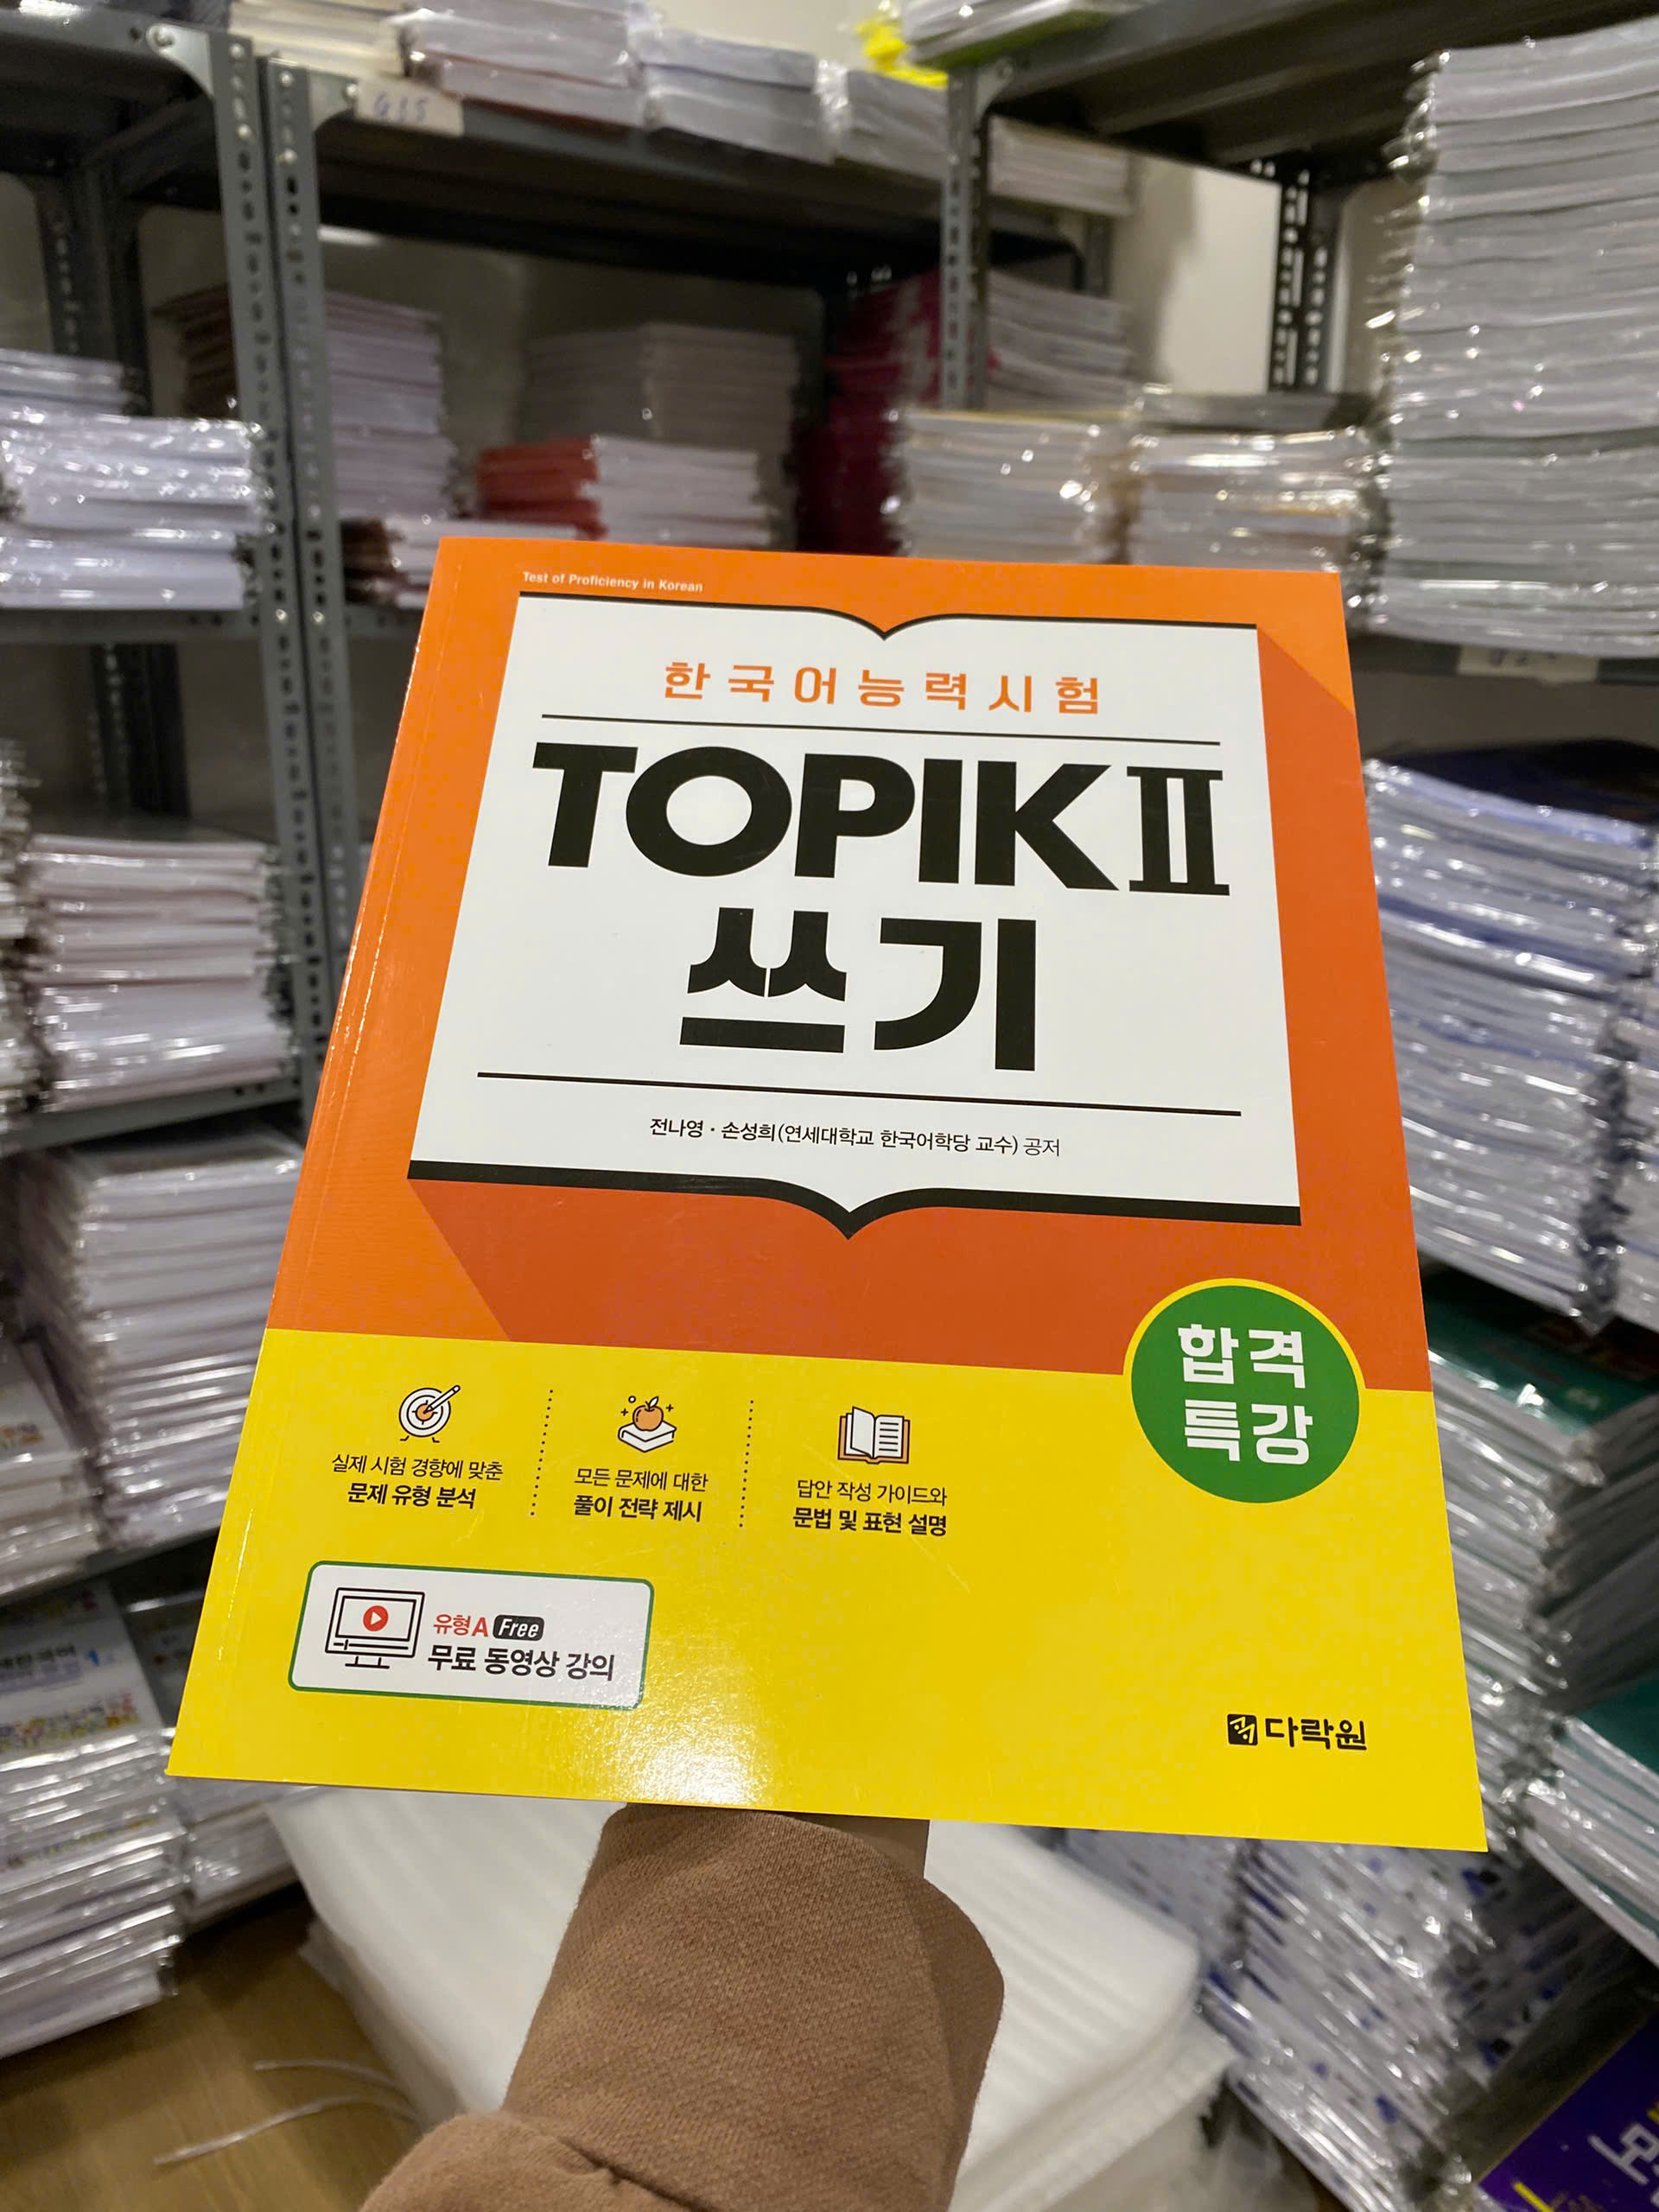 G35
Test of Proficiency in Korean
한국어능력시험
TOPIK II
쓰기
전나영 · 손성희(연세대학교 한국어학당 교수) 공저
합격
특강
실제 시험 경향에 맞춘
문제 유형 분석
모든 문제에 대한
풀이 전략 제시
답안 작성 가이드와
문법 및 표현 설명
유형A Free
무료 동영상 강의
다락원